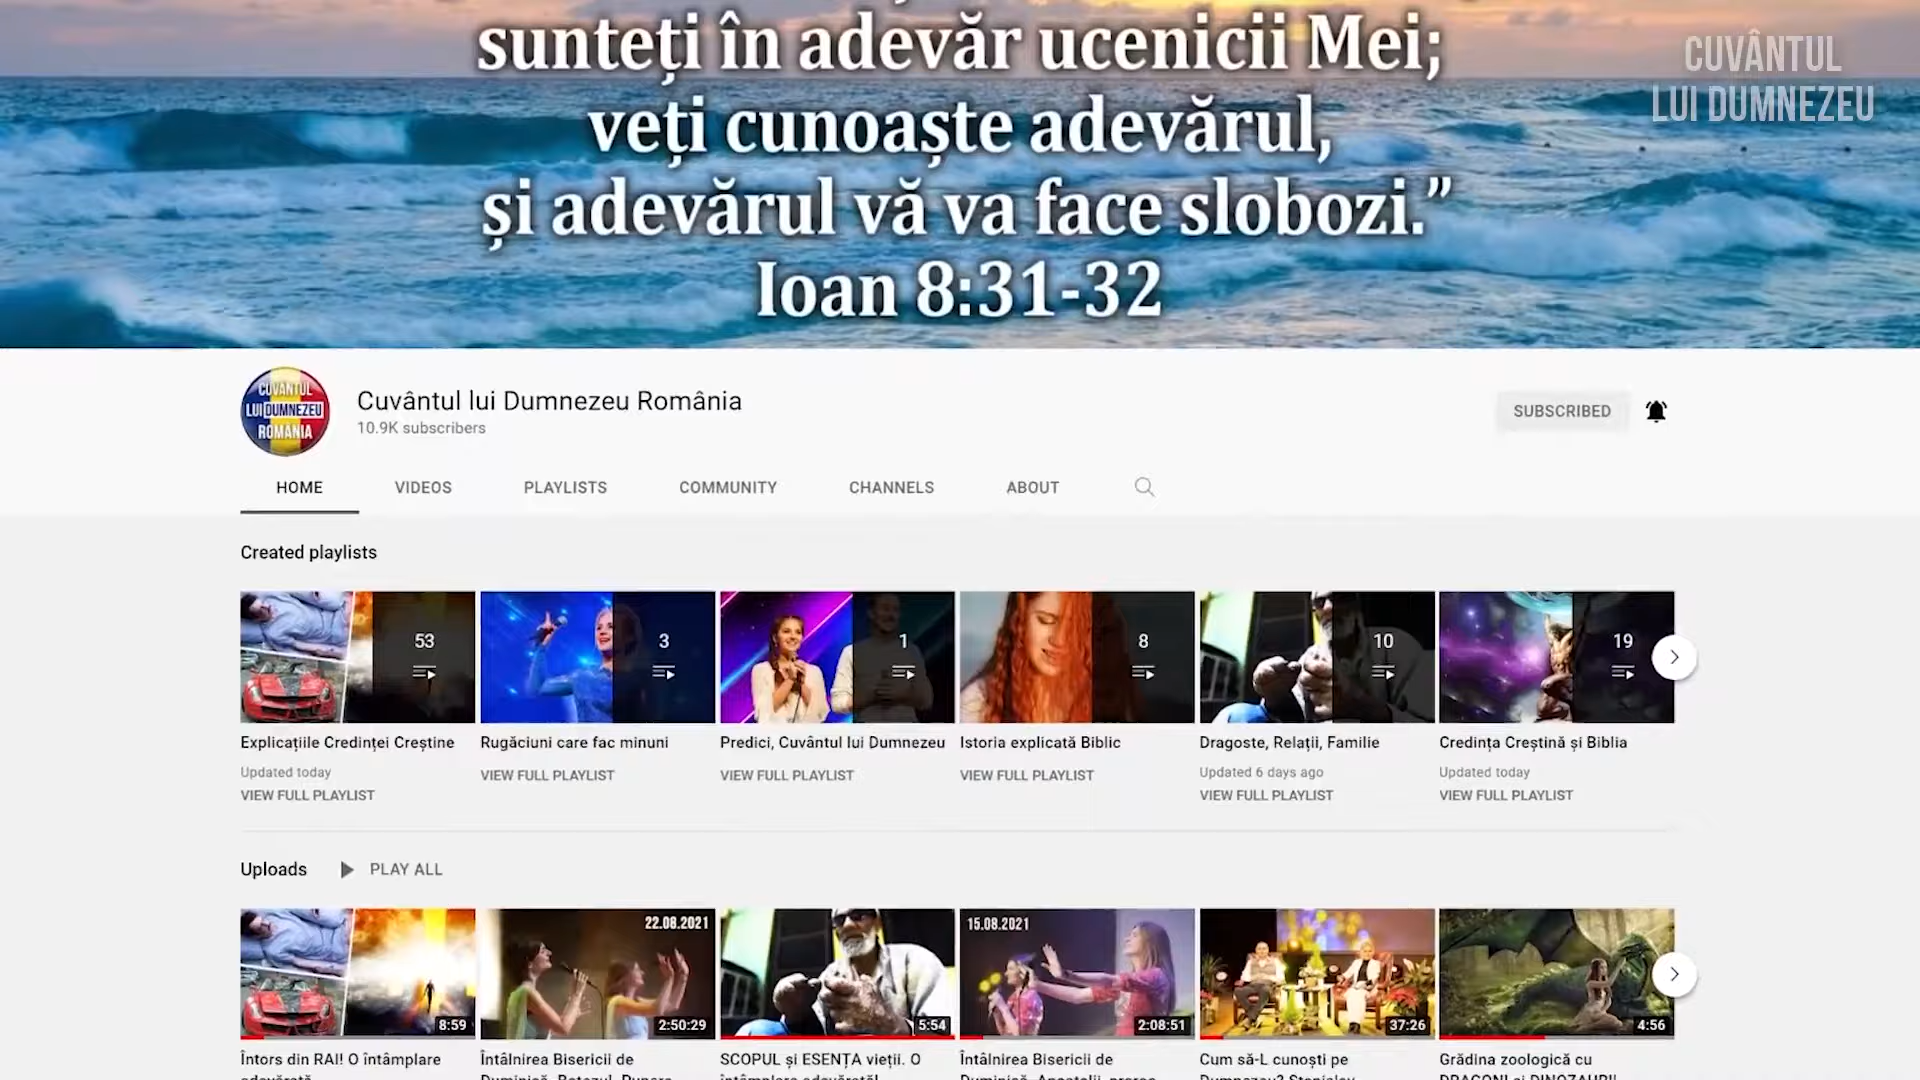 sunteți în adevăr ucenicii Mei;
veți cunoaște adevărul,
și adevărul vă va face slobozi.”
Ioan 8:31-32
CUVÂNTUL
LUI DUMNEZEU
CUVÂNTUL
LUI DUMNEZEU
ROMÂNIA
Cuvântul lui Dumnezeu România
10.9K subscribers
SUBSCRIBED
HOME VIDEOS PLAYLISTS COMMUNITY CHANNELS ABOUT
Created playlists
53 3 1 8 10 19
Explicațiile Credinței Creștine Rugăciuni care fac minuni Predici, Cuvântul lui Dumnezeu Istoria explicată Biblic Dragoste, Relații, Familie Credința Creștină și Biblia
Updated today Updated 6 days ago Updated today
VIEW FULL PLAYLIST VIEW FULL PLAYLIST VIEW FULL PLAYLIST VIEW FULL PLAYLIST VIEW FULL PLAYLIST VIEW FULL PLAYLIST
Uploads PLAY ALL
22.08.2021 15.08.2021
8:59 2:50:29 5:54 2:08:51 37:26 4:56
Întors din RAI! O întâmplare Întâlnirea Bisericii de SCOPUL și ESENȚA vieții. O Întâlnirea Bisericii de Cum să-L cunoști pe Grădina zoologică cu